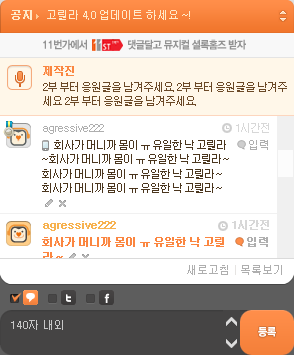 공지 고릴라 4.0 업데이트 하세요 ~!
11번가에서 11ST 댓글달고 뮤지컬 셜록홈즈 받자
제작진
2부 부터 응원글을 남겨주세요 2부 부터 응원글을 남겨주
세요 2부 부터 응원글을 남겨주세요
agressive222 1시간전
회사가 머니까 몸이 ㅠ 유일한 낙 고릴라 입력
~회사가 머니까 몸이 ㅠ 유일한 낙 고릴라~
회사가 머니까 몸이 ㅠ 유일한 낙 고릴라~
회사가 머니까 몸이 ㅠ 유일한 낙 고릴라~
agressive222 1시간전
회사가 머니까 몸이 ㅠ 유일한 낙 고릴 입력
라~
새로고침 | 목록보기
140자 내외
등록